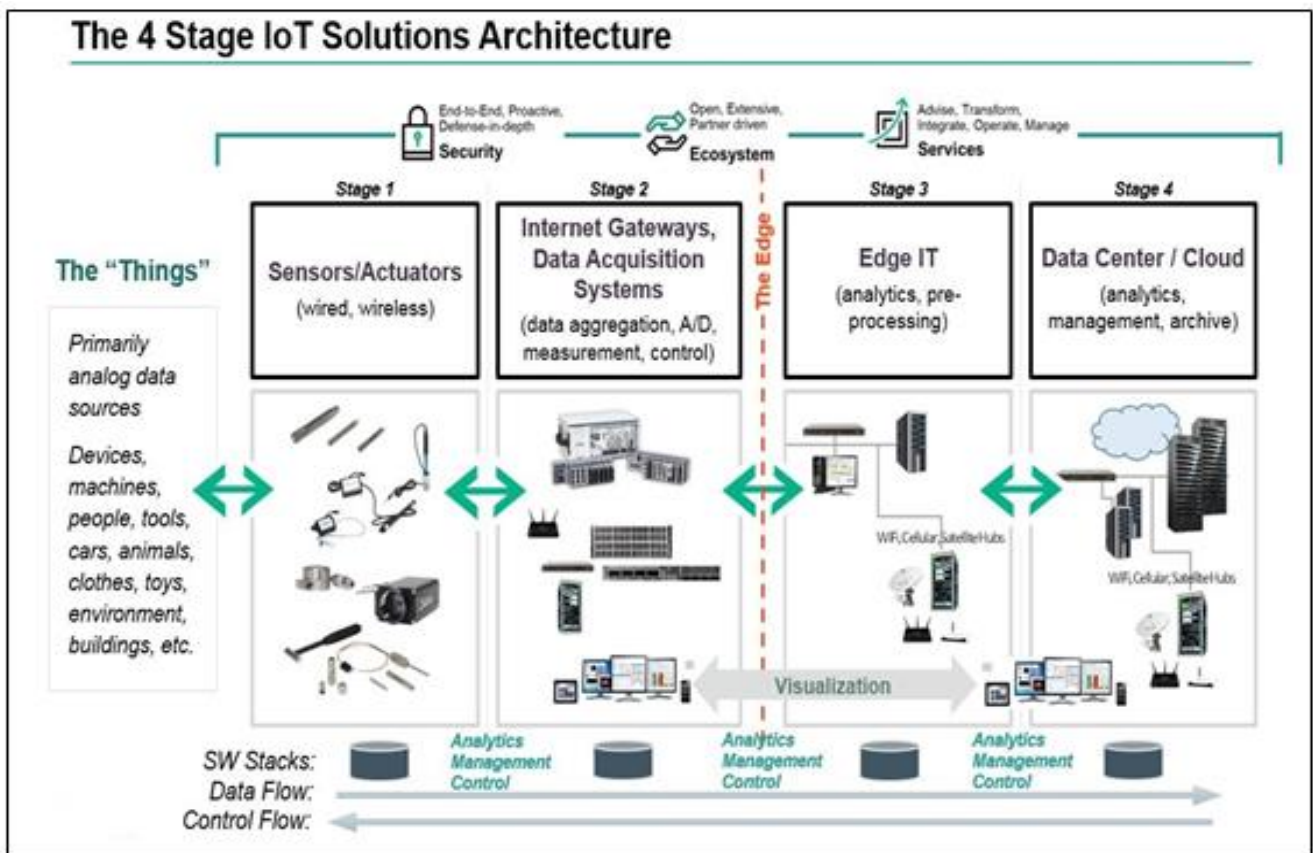 The 4 Stage IoT Solutions Architecture
End-to-End, Proactive,
Defense-in-depth
Security
Open, Extensive,
Partner driven
Ecosystem
Advise, Transform,
Integrate, Operate, Manage
Services
Stage 1
Stage 2
Stage 3
Stage 4
The "Things"
Primarily
analog data
sources
Devices,
machines,
people, tools,
cars, animals,
clothes, toys,
environment,
buildings, etc.
Sensors/Actuators
(wired, wireless)
Internet Gateways,
Data Acquisition
Systems
(data aggregation, A/D,
measurement, control)
The Edge
Edge IT
(analytics, pre-
processing)
Data Center / Cloud
(analytics,
management, archive)
WiFi, Cellular, Satellite Hubs
WiFi, Cellular, Satellite Hubs
Visualization
SW Stacks:
Analytics
Management
Control
Analytics
Management
Control
Analytics
Management
Control
Data Flow:
Control Flow: